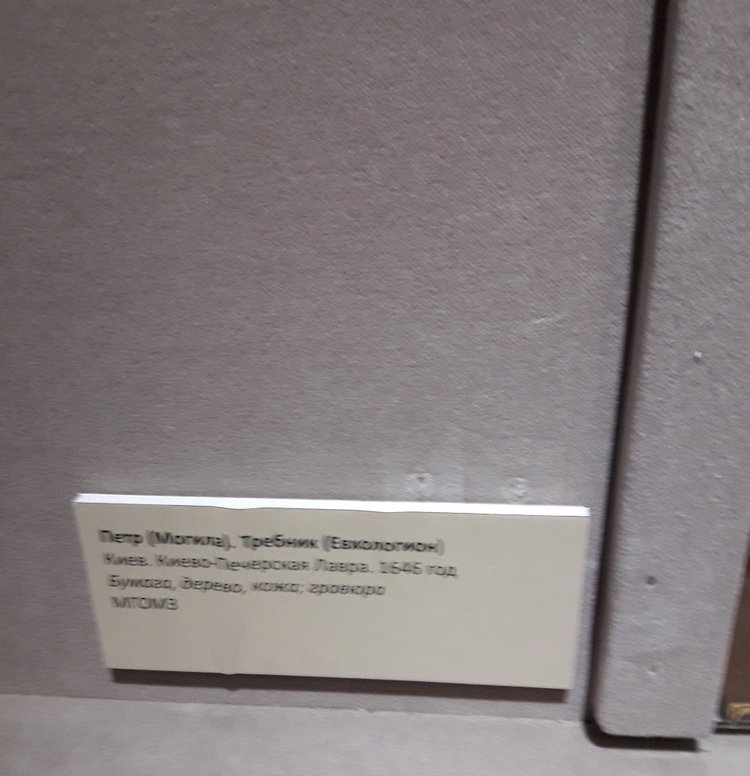 Петр (Могила). Требник (Евхологион)
Киев. Киево-Печерская Лавра. 1646 год
Бумага, дерево, кожа; гравюра
МГОМЗ